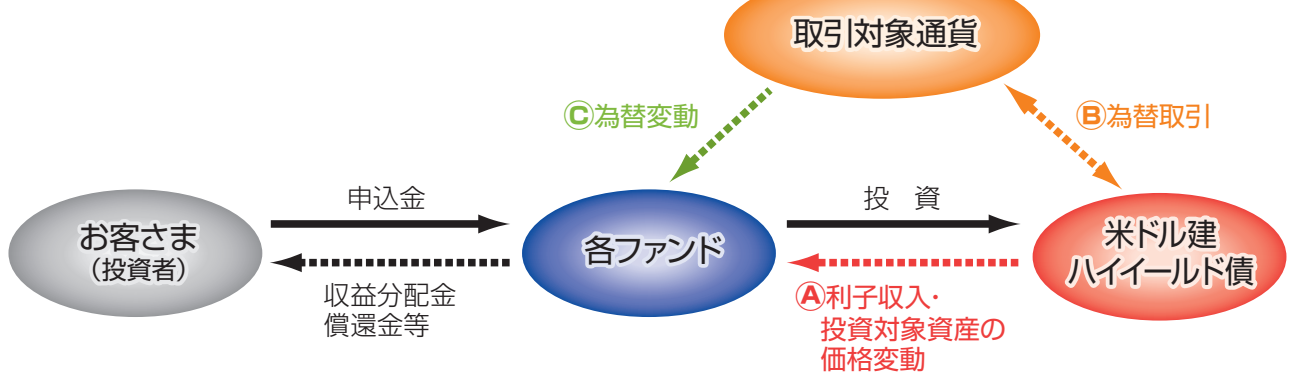 取引対象通貨
Ⓒ為替変動
Ⓑ為替取引
申込金
投　資
お客さま
（投資者）
各ファンド
米ドル建
ハイイールド債
収益分配金
償還金等
Ⓐ利子収入・
投資対象資産の
価格変動